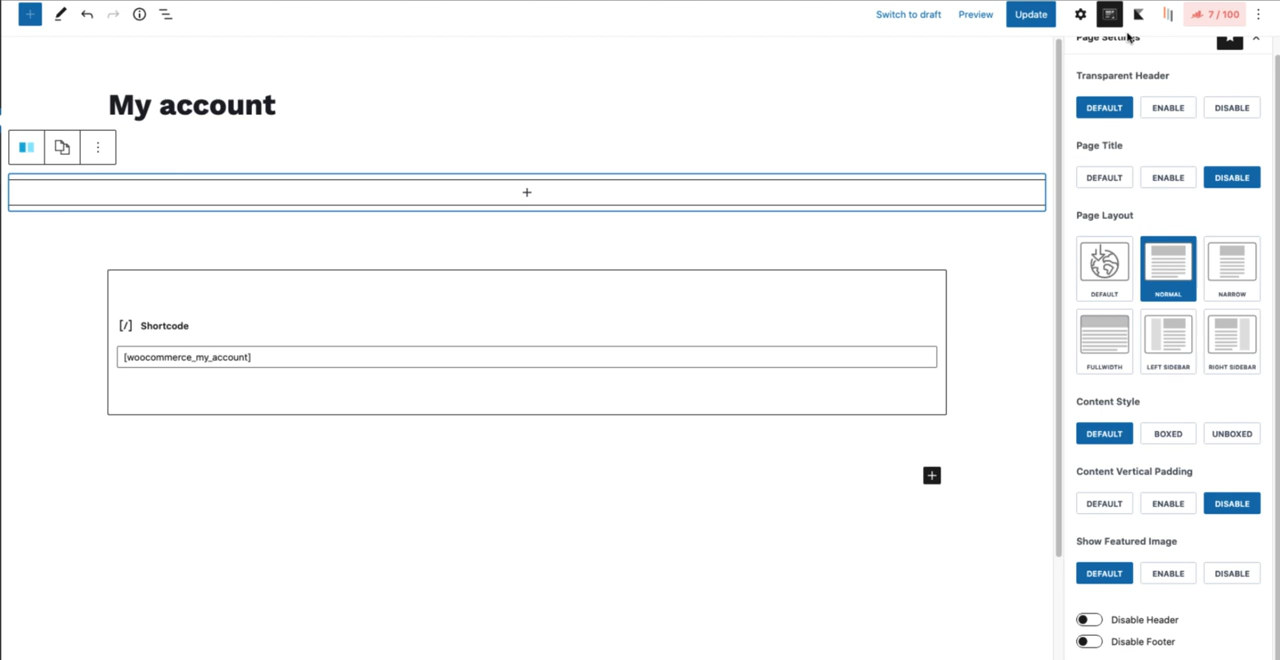 Switch to draft Preview Update 7 / 100
Page Settings
Transparent Header
DEFAULT ENABLE DISABLE
Page Title
DEFAULT ENABLE DISABLE
Page Layout
DEFAULT NORMAL NARROW
FULLWIDTH LEFT SIDEBAR RIGHT SIDEBAR
Content Style
DEFAULT BOXED UNBOXED
Content Vertical Padding
DEFAULT ENABLE DISABLE
Show Featured Image
DEFAULT ENABLE DISABLE
Disable Header
Disable Footer
My account
[/] Shortcode
[woocommerce_my_account]